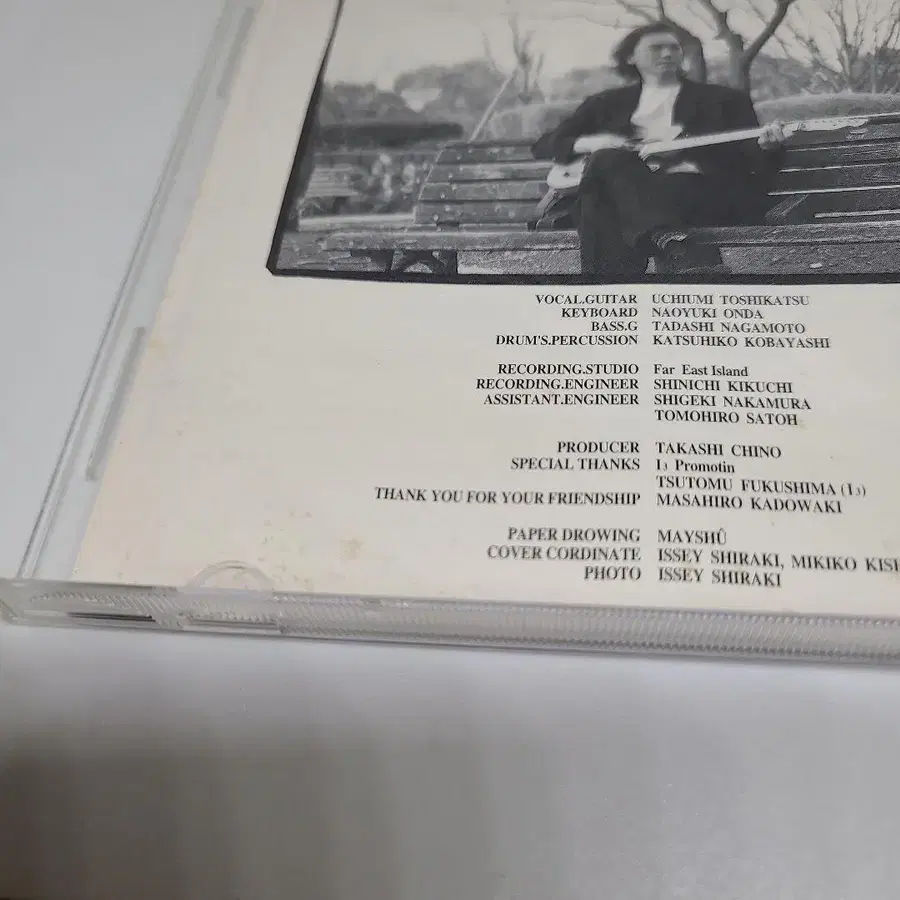 VOCAL.GUITAR UCHIUMI TOSHIKATSU
KEYBOARD NAOYUKI ONDA
BASS.G TADASHI NAGAMOTO
DRUM'S.PERCUSSION KATSUHIKO KOBAYASHI
RECORDING.STUDIO Far East Island
RECORDING.ENGINEER SHINICHI KIKUCHI
ASSISTANT.ENGINEER SHIGEKI NAKAMURA
TOMOHIRO SATOH
PRODUCER TAKASHI CHINO
SPECIAL THANKS I3 Promotin
TSUTOMU FUKUSHIMA (I3)
THANK YOU FOR YOUR FRIENDSHIP MASAHIRO KADOWAKI
PAPER DROWING MAYSHÛ
COVER CORDINATE ISSEY SHIRAKI, MIKIKO
PHOTO ISSEY SHIRAKI